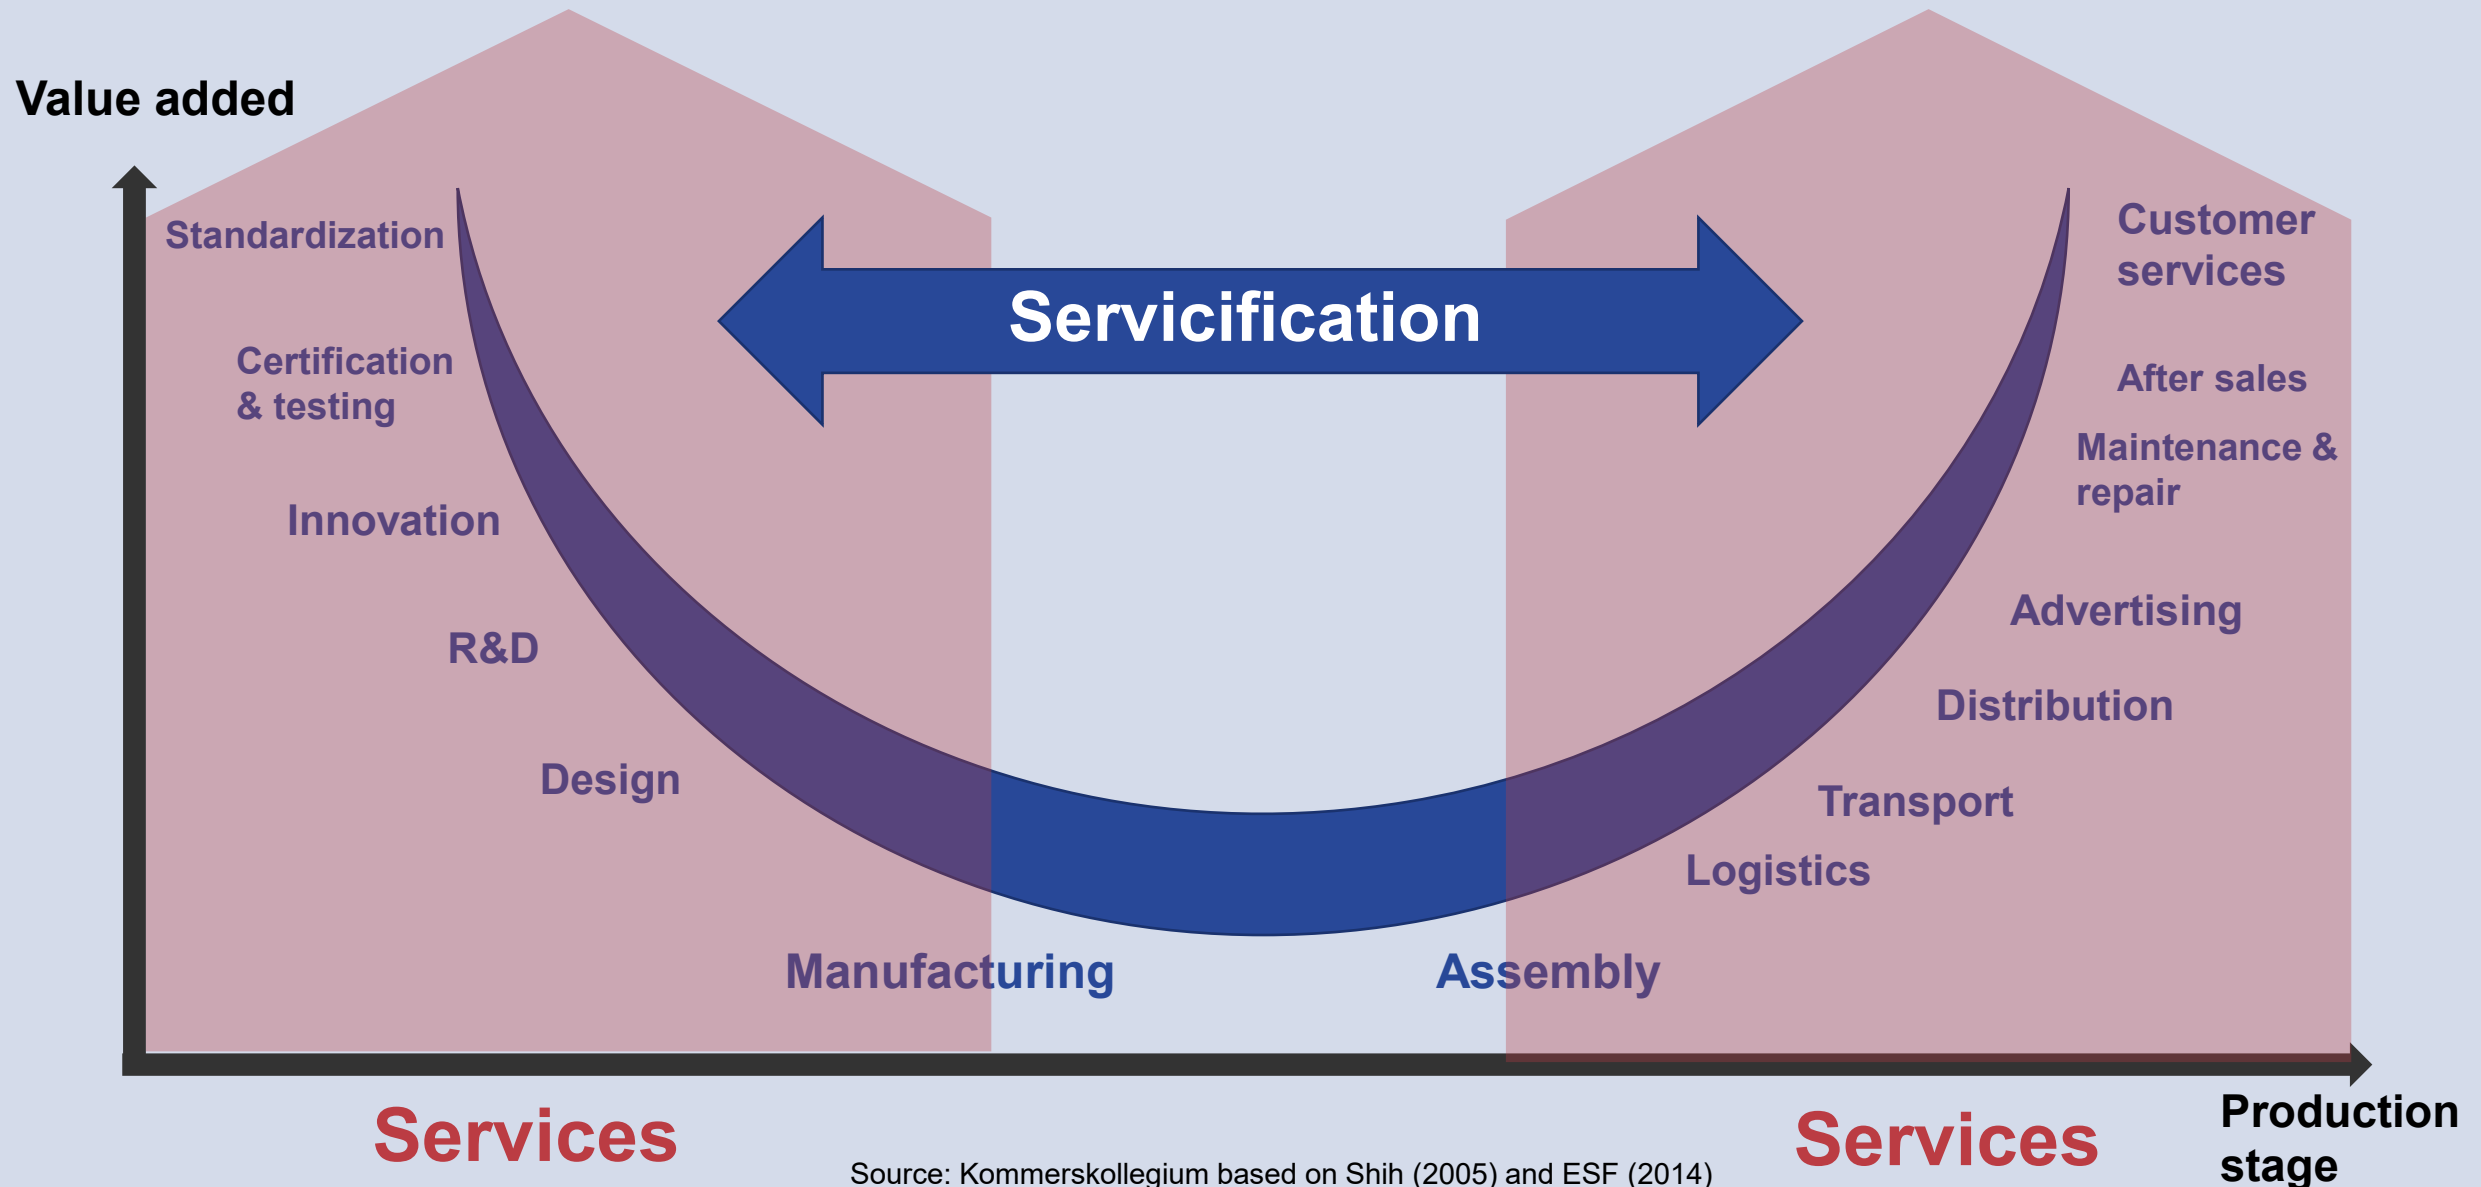 Value added
Standardization
Certification
& testing
Innovation
R&D
Design
Manufacturing
Servicification
Assembly
Logistics
Transport
Distribution
Advertising
Maintenance &
repair
After sales
Customer
services
Services
Services
Production
stage
Source: Kommerskollegium based on Shih (2005) and ESF (2014)